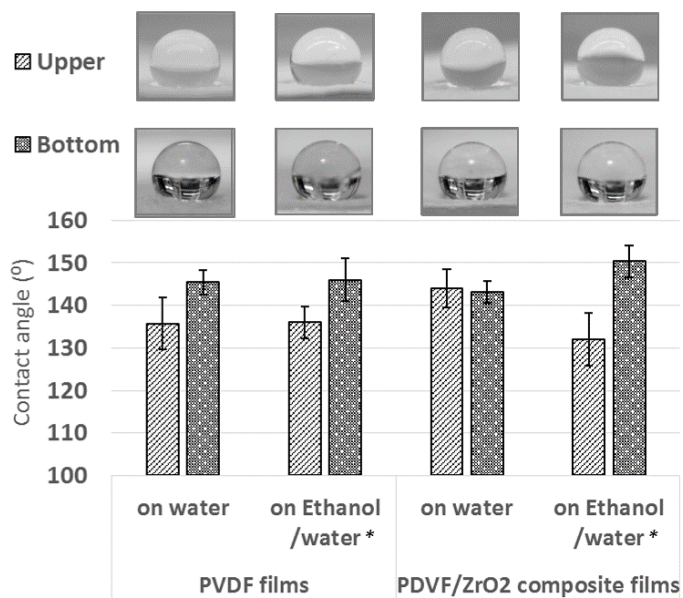 Upper
Bottom
160
150
140
130
120
110
100
Contact angle (⁰)
on water
on Ethanol
/water *
on water
on Ethanol
/water *
PVDF films
PDVF/ZrO2 composite films